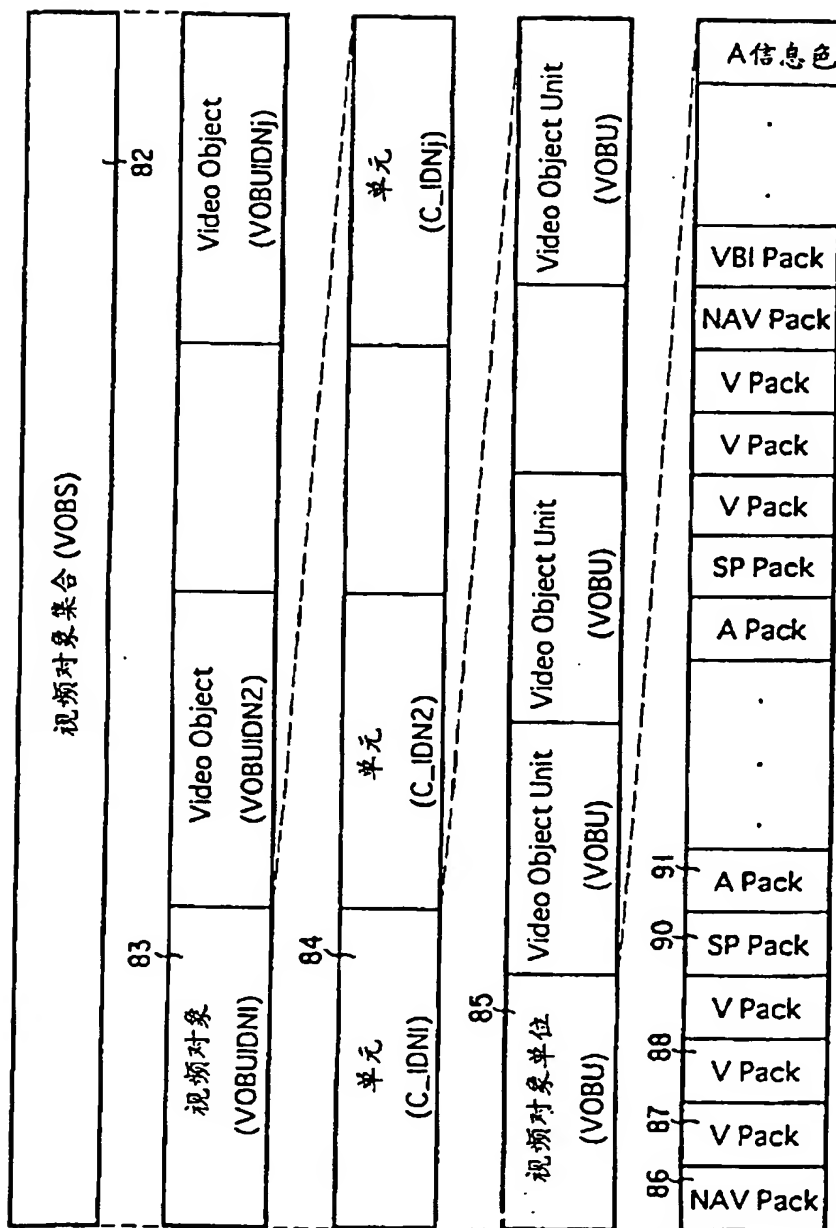 视频对象集合 (VOBS)
82
83
视频对象
(VOBUIDNI)
Video Object
(VOBUIDN2)
Video Object
(VOBUIDNj)
84
单元
(C_IDNI)
单元
(C_IDN2)
单元
(C_IDNj)
85
视频对象单位
(VOBU)
Video Object Unit
(VOBU)
Video Object Unit
(VOBU)
Video Object Unit
(VOBU)
86
87
88
90
91
NAV Pack
V Pack
V Pack
V Pack
SP Pack
A Pack
A Pack
SP Pack
V Pack
V Pack
V Pack
NAV Pack
VBI Pack
A信息色